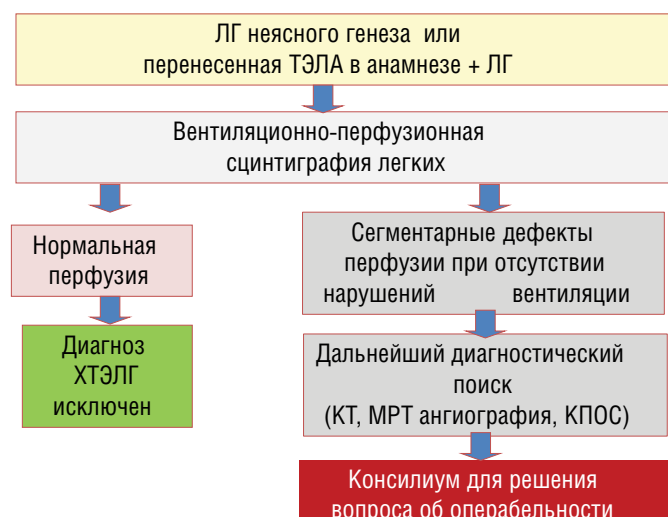 ЛГ неясного генеза или
перенесенная ТЭЛА в анамнезе + ЛГ
Вентиляционно-перфузионная
сцинтиграфия легких
Нормальная
перфузия
Сегментарные дефекты
перфузии при отсутствии
нарушений вентиляции
Диагноз
ХТЭЛГ
исключен
Дальнейший диагностический
поиск
(КТ, МРТ ангиография, КПОС)
Консилиум для решения
вопроса об операбельности